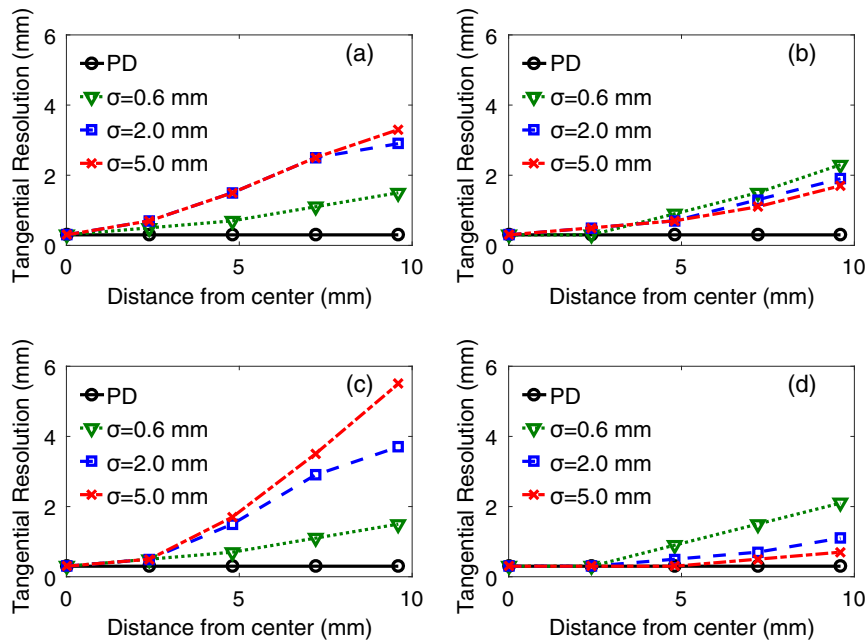 6
(a)
PD
σ=0.6 mm
σ=2.0 mm
σ=5.0 mm
4
2
0
0 5 10
Tangential Resolution (mm)
Distance from center (mm)
6
(b)
PD
σ=0.6 mm
σ=2.0 mm
σ=5.0 mm
4
2
0
0 5 10
Tangential Resolution (mm)
Distance from center (mm)
6
(c)
PD
σ=0.6 mm
σ=2.0 mm
σ=5.0 mm
4
2
0
0 5 10
Tangential Resolution (mm)
Distance from center (mm)
6
(d)
PD
σ=0.6 mm
σ=2.0 mm
σ=5.0 mm
4
2
0
0 5 10
Tangential Resolution (mm)
Distance from center (mm)